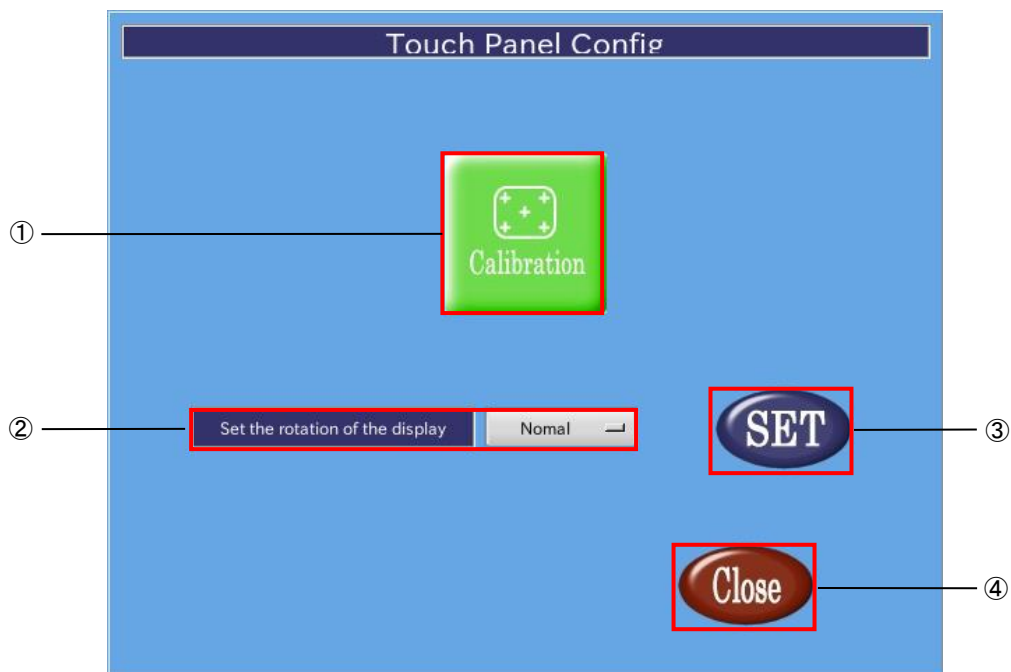 Touch Panel Config
①
Calibration
②
Set the rotation of the display
Nomal
SET
③
Close
④